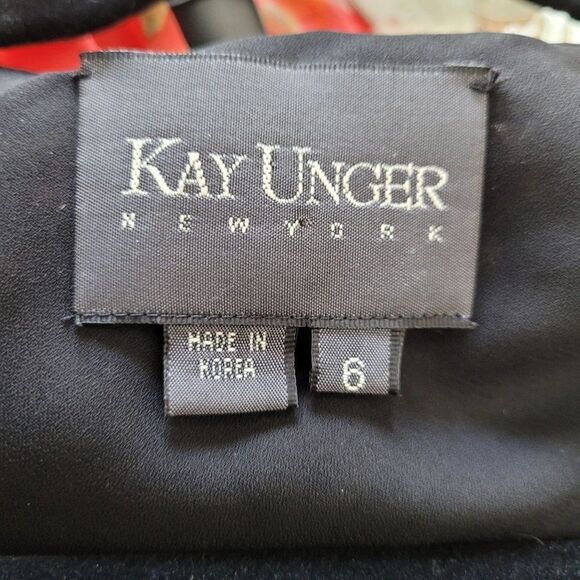 KAY UNGER
NEW YORK
MADE IN
KOREA
6